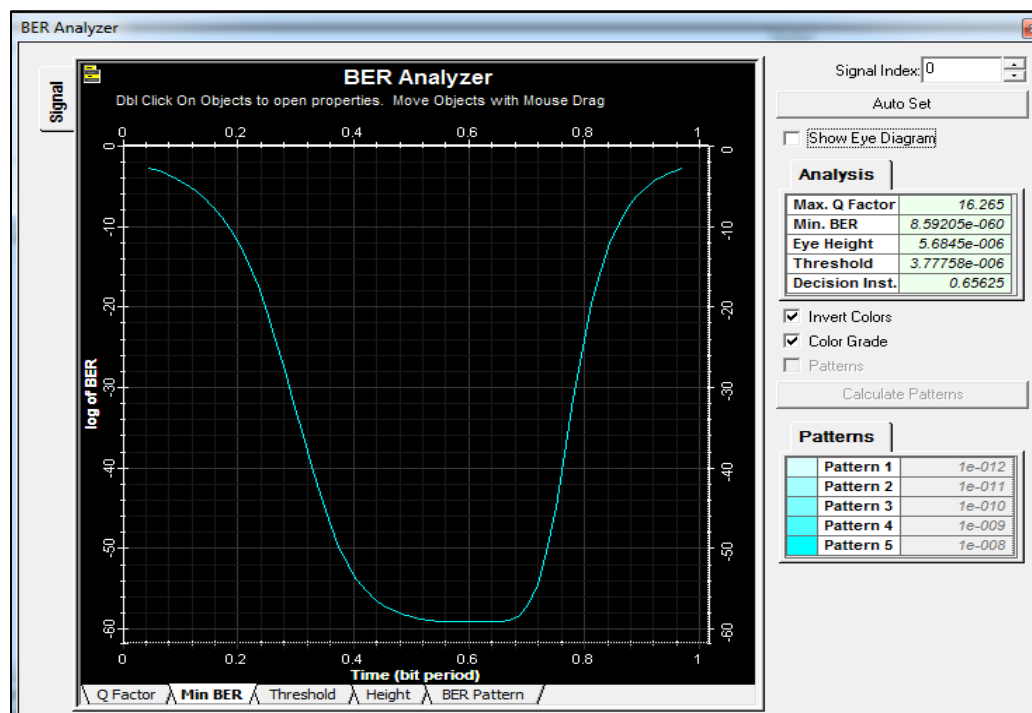 BER Analyzer
Signal
BER Analyzer
Dbl Click On Objects to open properties. Move Objects with Mouse Drag
0 0.2 0.4 0.6 0.8 1
0 -10 -20 -30 -40 -50 -60
log of BER
0 -10 -20 -30 -40 -50 -60
0 0.2 0.4 0.6 0.8 1
Time (bit period)
Q Factor Min BER Threshold Height BER Pattern
Signal Index: 0
Auto Set
Show Eye Diagram
Analysis
Max. Q Factor 16.265
Min. BER 8.59205e-060
Eye Height 5.6845e-006
Threshold 3.77758e-006
Decision Inst. 0.65625
Invert Colors
Color Grade
Patterns
Calculate Patterns
Patterns
Pattern 1 1e-012
Pattern 2 1e-011
Pattern 3 1e-010
Pattern 4 1e-009
Pattern 5 1e-008